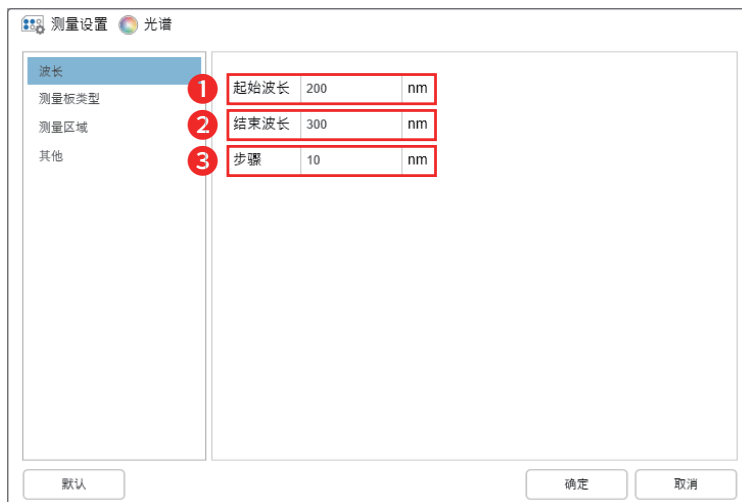 测量设置 光谱
波长
测量板类型
测量区域
其他
1 起始波长 200 nm
2 结束波长 300 nm
3 步骤 10 nm
默认 确定 取消